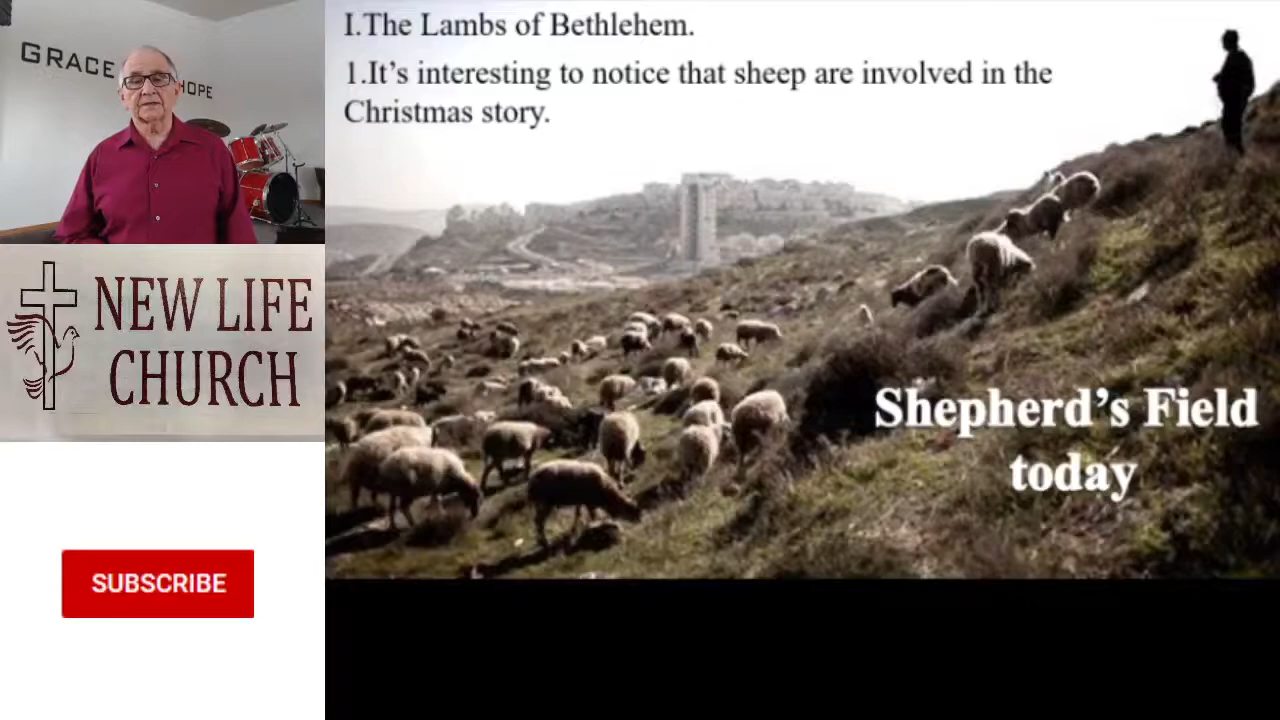 GRACE HOPE
NEW LIFE
CHURCH
SUBSCRIBE
I.The Lambs of Bethlehem.
1.It’s interesting to notice that sheep are involved in the
Christmas story.
Shepherd’s Field
today